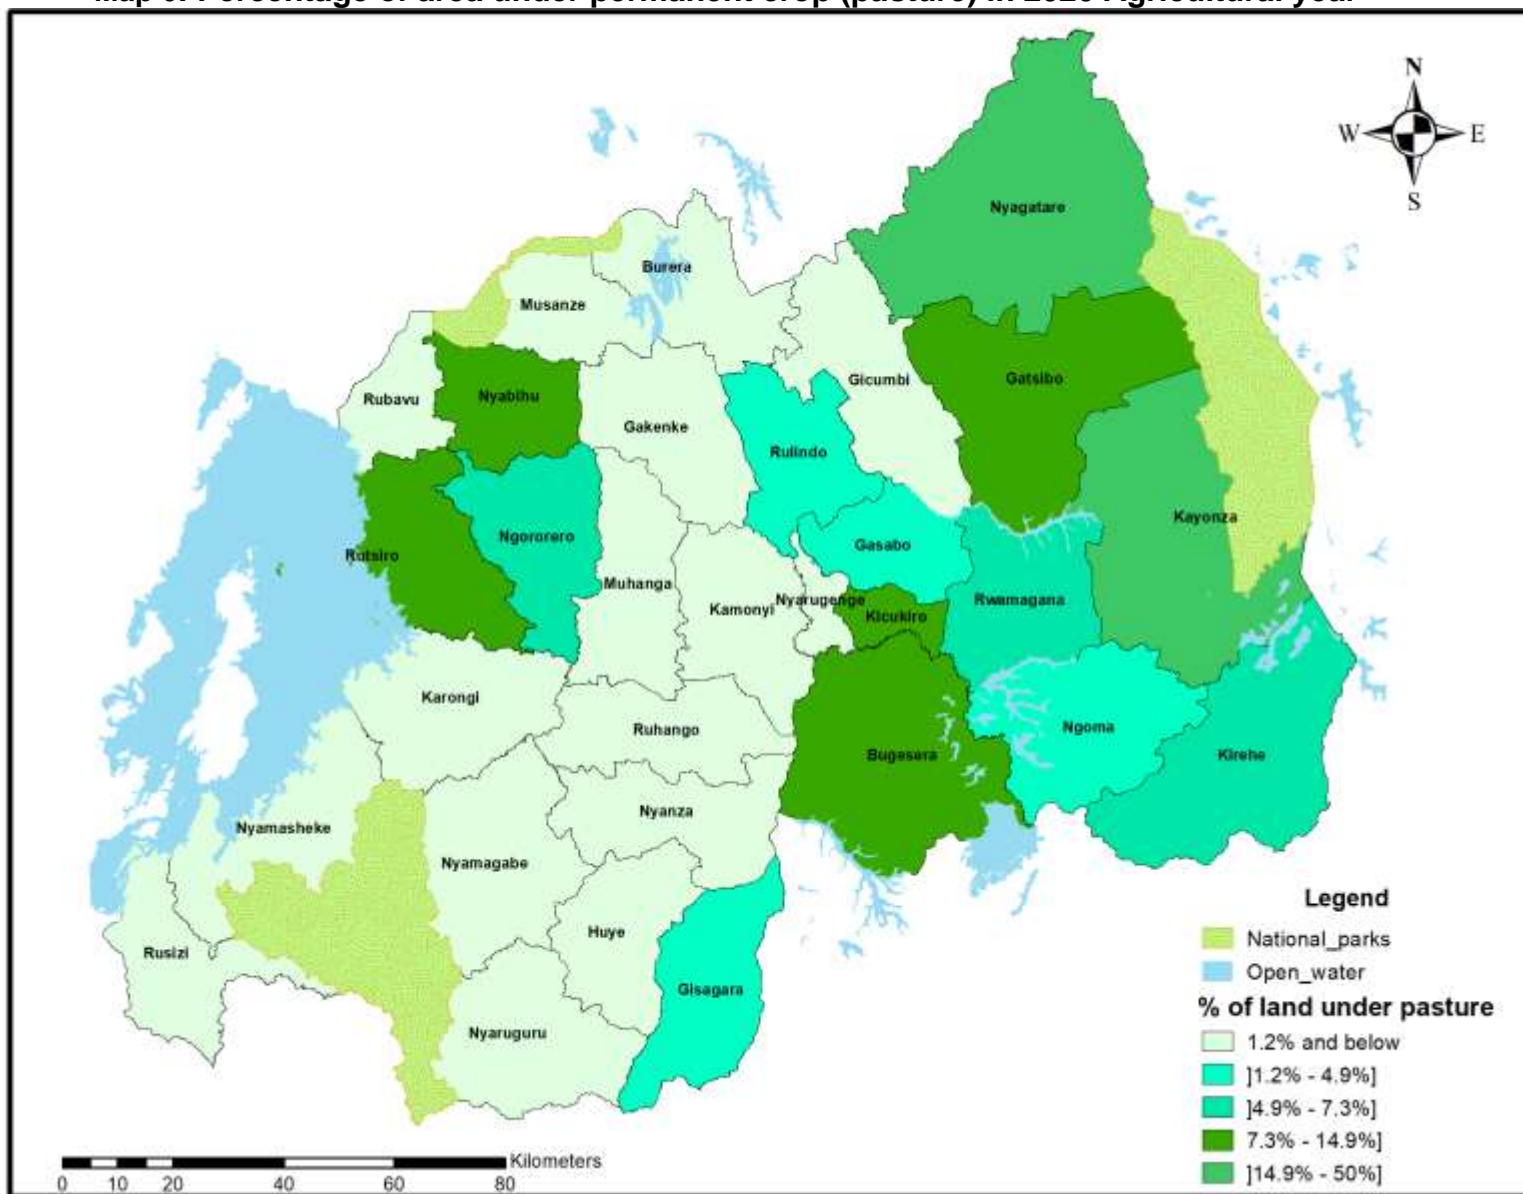 N
W E
S
Nyagatare
Burera
Musanze
Gicumbi
Gatsibo
Rubavu
Nyabihu
Gakenke
Rulindo
Kayonza
Ngororero
Gasabo
Rutsiro
Muhanga
Kamonyi
Nyarugenge
Kicukiro
Rwamagana
Karongi
Ruhango
Bugesera
Ngoma
Kirehe
Nyanza
Nyamasheke
Nyamagabe
Huye
Rusizi
Gisagara
Nyaruguru
Legend
National_parks
Open_water
% of land under pasture
1.2% and below
]1.2% - 4.9%]
]4.9% - 7.3%]
7.3% - 14.9%]
]14.9% - 50%]
Kilometers
0 10 20 40 60 80